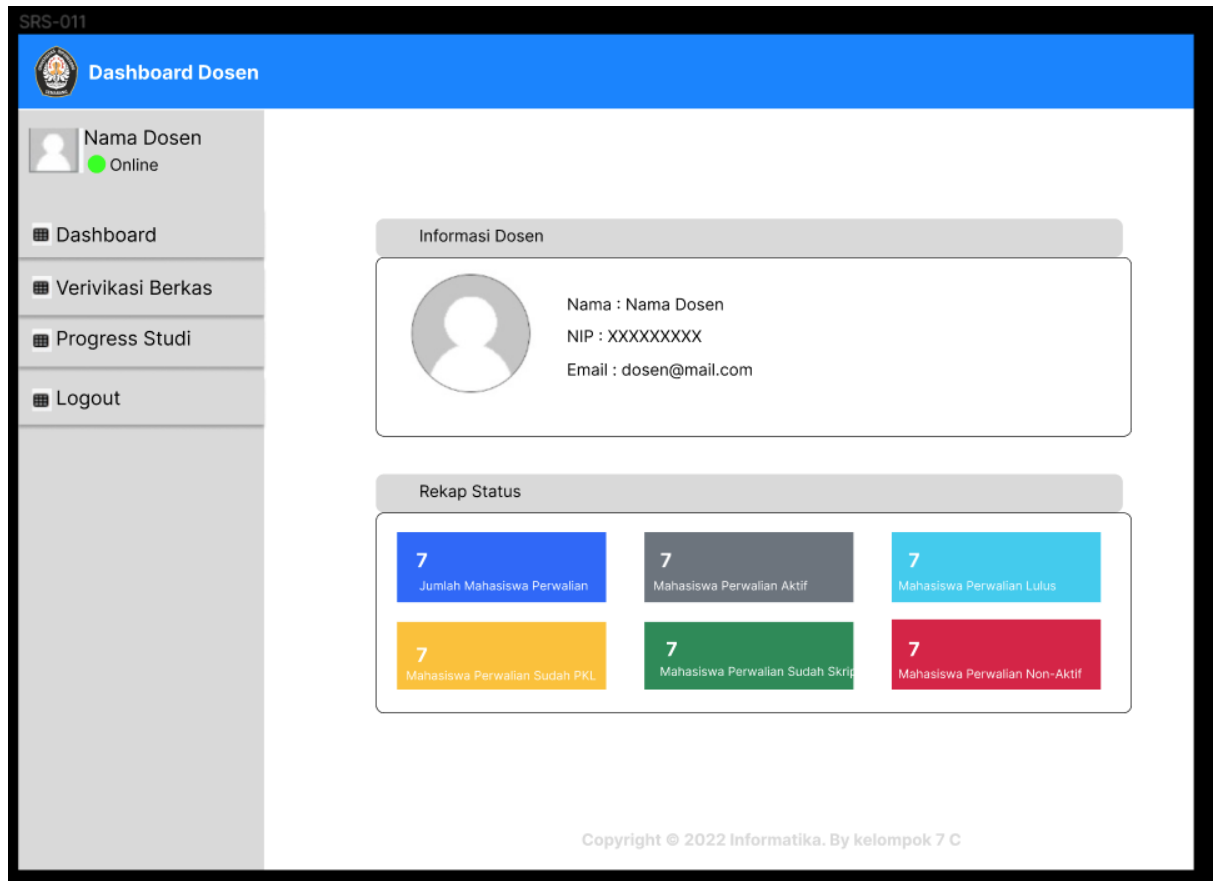 SRS-011
Dashboard Dosen
Nama Dosen
Online
Dashboard
Verivikasi Berkas
Progress Studi
Logout
Informasi Dosen
Nama : Nama Dosen
NIP : XXXXXXXXX
Email : dosen@mail.com
Rekap Status
7
Jumlah Mahasiswa Perwalian
7
Mahasiswa Perwalian Aktif
7
Mahasiswa Perwalian Lulus
7
Mahasiswa Perwalian Sudah PKL
7
Mahasiswa Perwalian Sudah Skrip
7
Mahasiswa Perwalian Non-Aktif
Copyright © 2022 Informatika. By kelompok 7 C